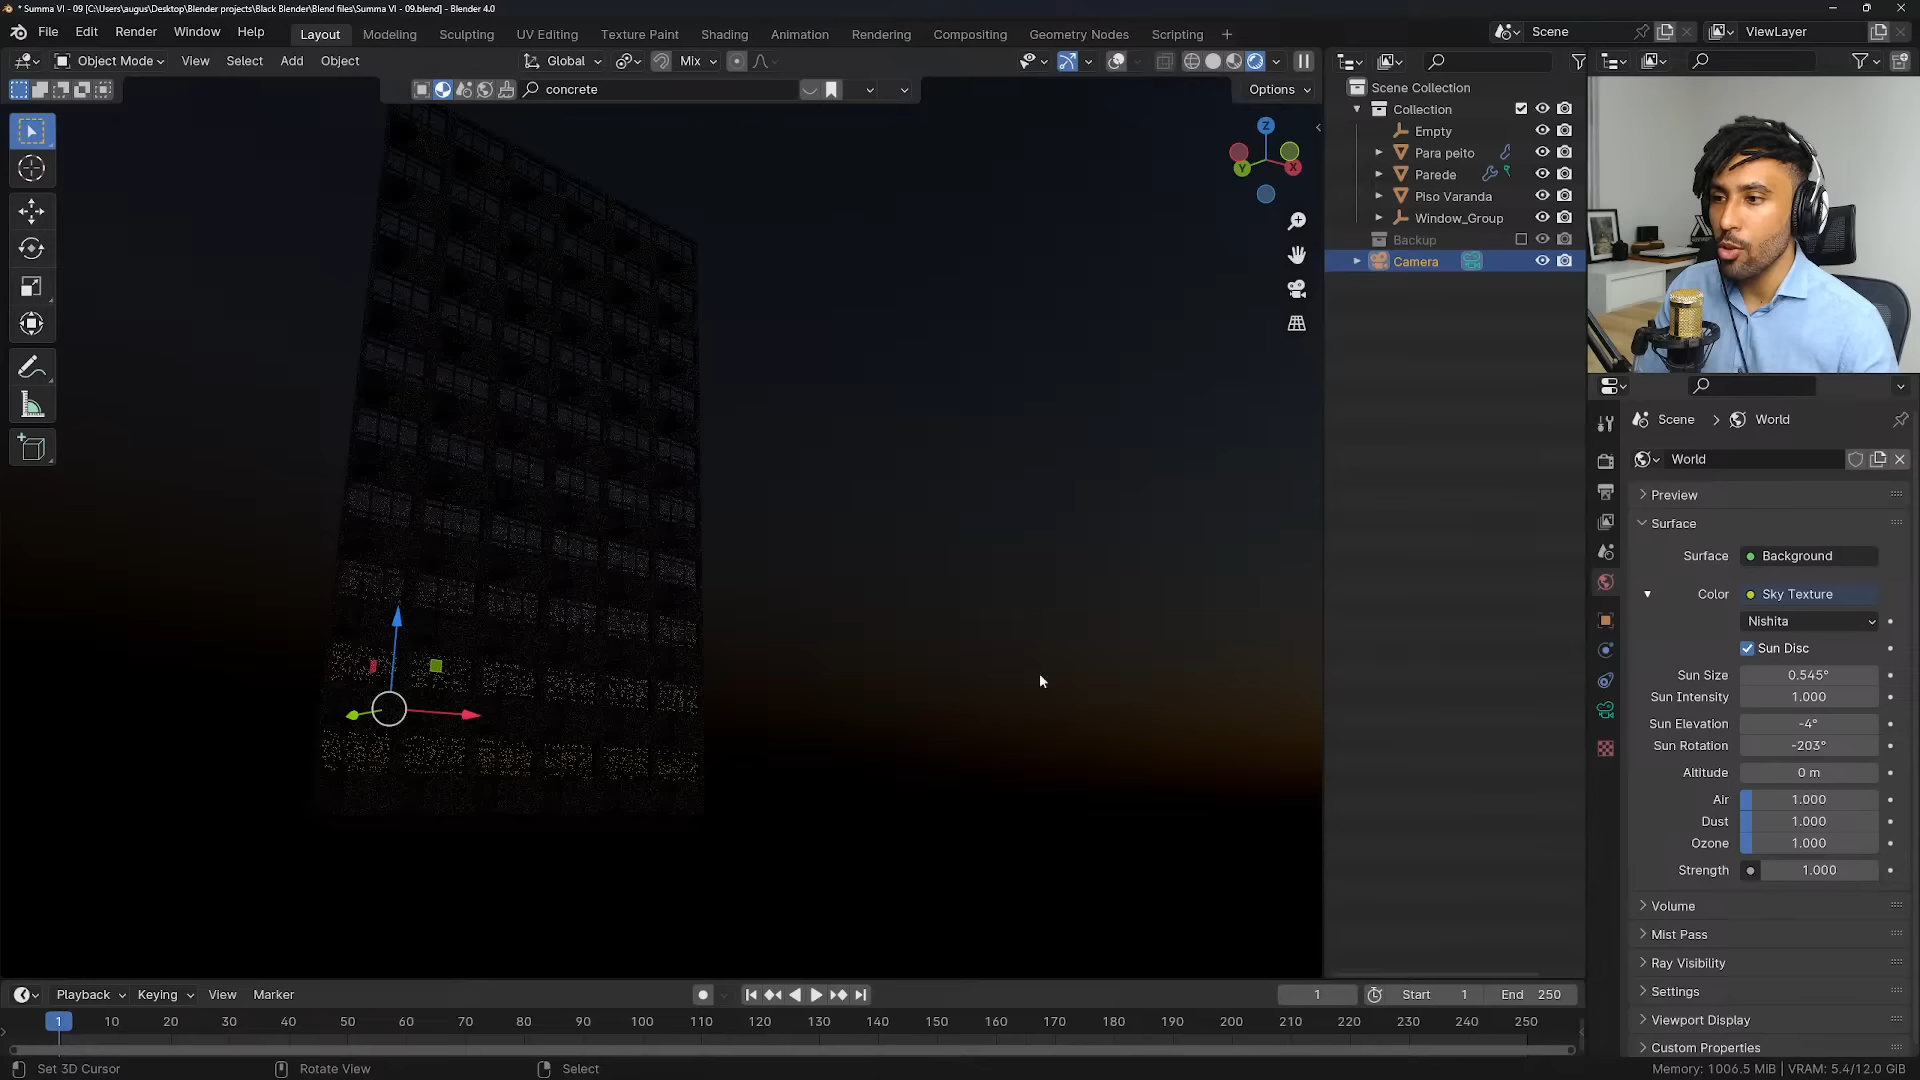 * Summa VI - 09 [C:\Users\augus\Desktop\Blender projects\Black Blender\Blend files\Summa VI - 09.blend] - Blender 4.0
File Edit Render Window Help
Layout Modeling Sculpting UV Editing Texture Paint Shading Animation Rendering Compositing Geometry Nodes Scripting +
Scene
ViewLayer
Object Mode View Select Add Object
Global
Mix
concrete
Options
Z
Y
X
Scene Collection
Collection
Empty
Para peito
Parede
Piso Varanda
Window_Group
Backup
Camera
Scene > World
World
Preview
Surface
Surface Background
Color Sky Texture
Nishita
Sun Disc
Sun Size 0.545°
Sun Intensity 1.000
Sun Elevation -4°
Sun Rotation -203°
Altitude 0 m
Air 1.000
Dust 1.000
Ozone 1.000
Strength 1.000
Volume
Mist Pass
Ray Visibility
Settings
Viewport Display
Custom Properties
Playback Keying View Marker
1 Start 1 End 250
1 10 20 30 40 50 60 70 80 90 100 110 120 130 140 150 160 170 180 190 200 210 220 230 240 250
Set 3D Cursor Rotate View Select
Memory: 1006.5 MiB | VRAM: 5.4/12.0 GiB